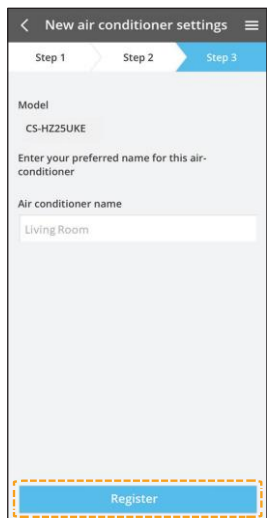 New air conditioner settings
Step 1 Step 2 Step 3
Model
CS-HZ25UKE
Enter your preferred name for this air-
conditioner
Air conditioner name
Living Room
Register